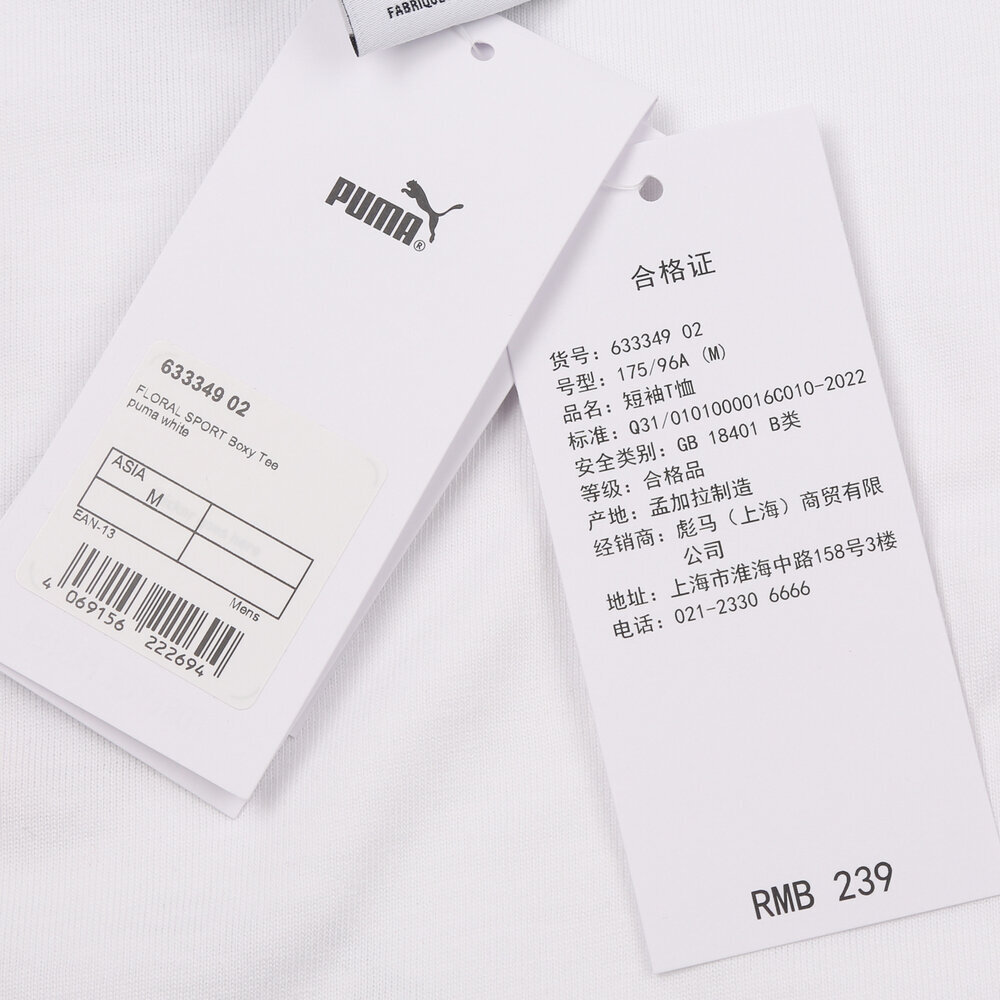 FABRIQUÉ
PUMA®
633349 02
FLORAL SPORT Boxy Tee
puma white
ASIA
M
EAN-13
Mens
4 069156 222694
合格证
货号：633349 02
号型：175/96A (M)
品名：短袖T恤
标准：Q31/0101000016C010-2022
安全类别：GB 18401 B类
等级：合格品
产地：孟加拉制造
经销商：彪马（上海）商贸有限
公司
地址：上海市淮海中路158号3楼
电话：021-2330 6666
RMB 239